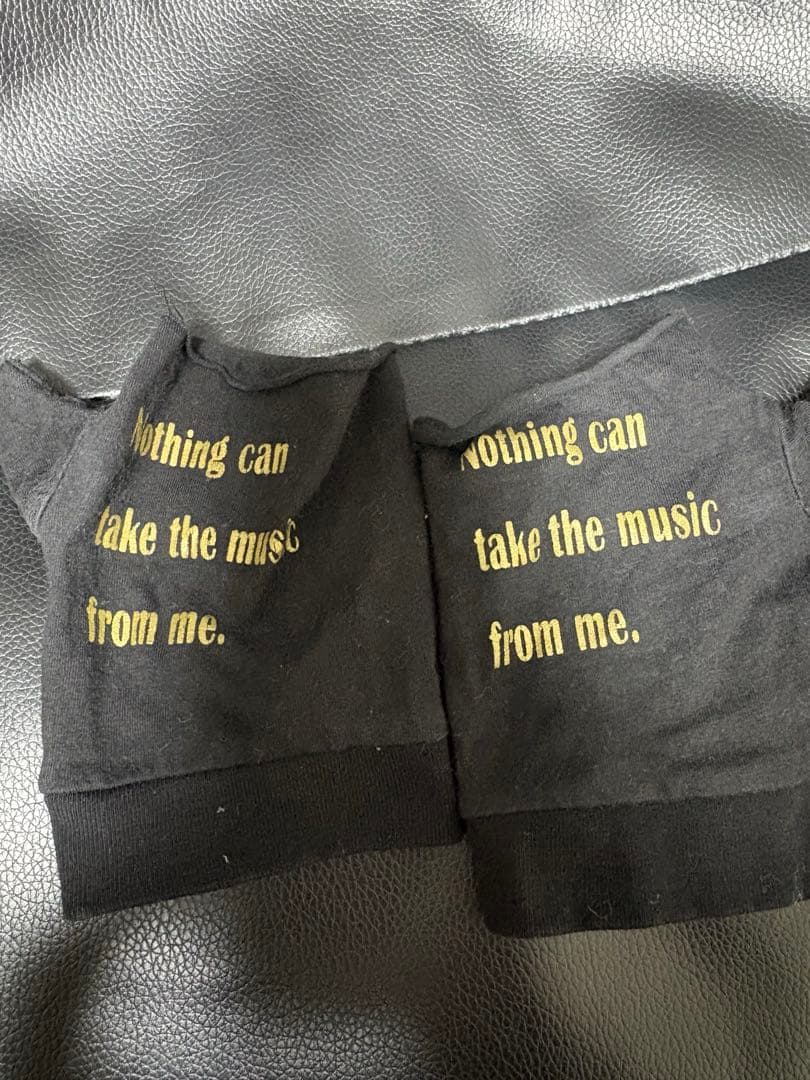 Nothing can
take the music
from me.
Nothing can
take the music
from me.